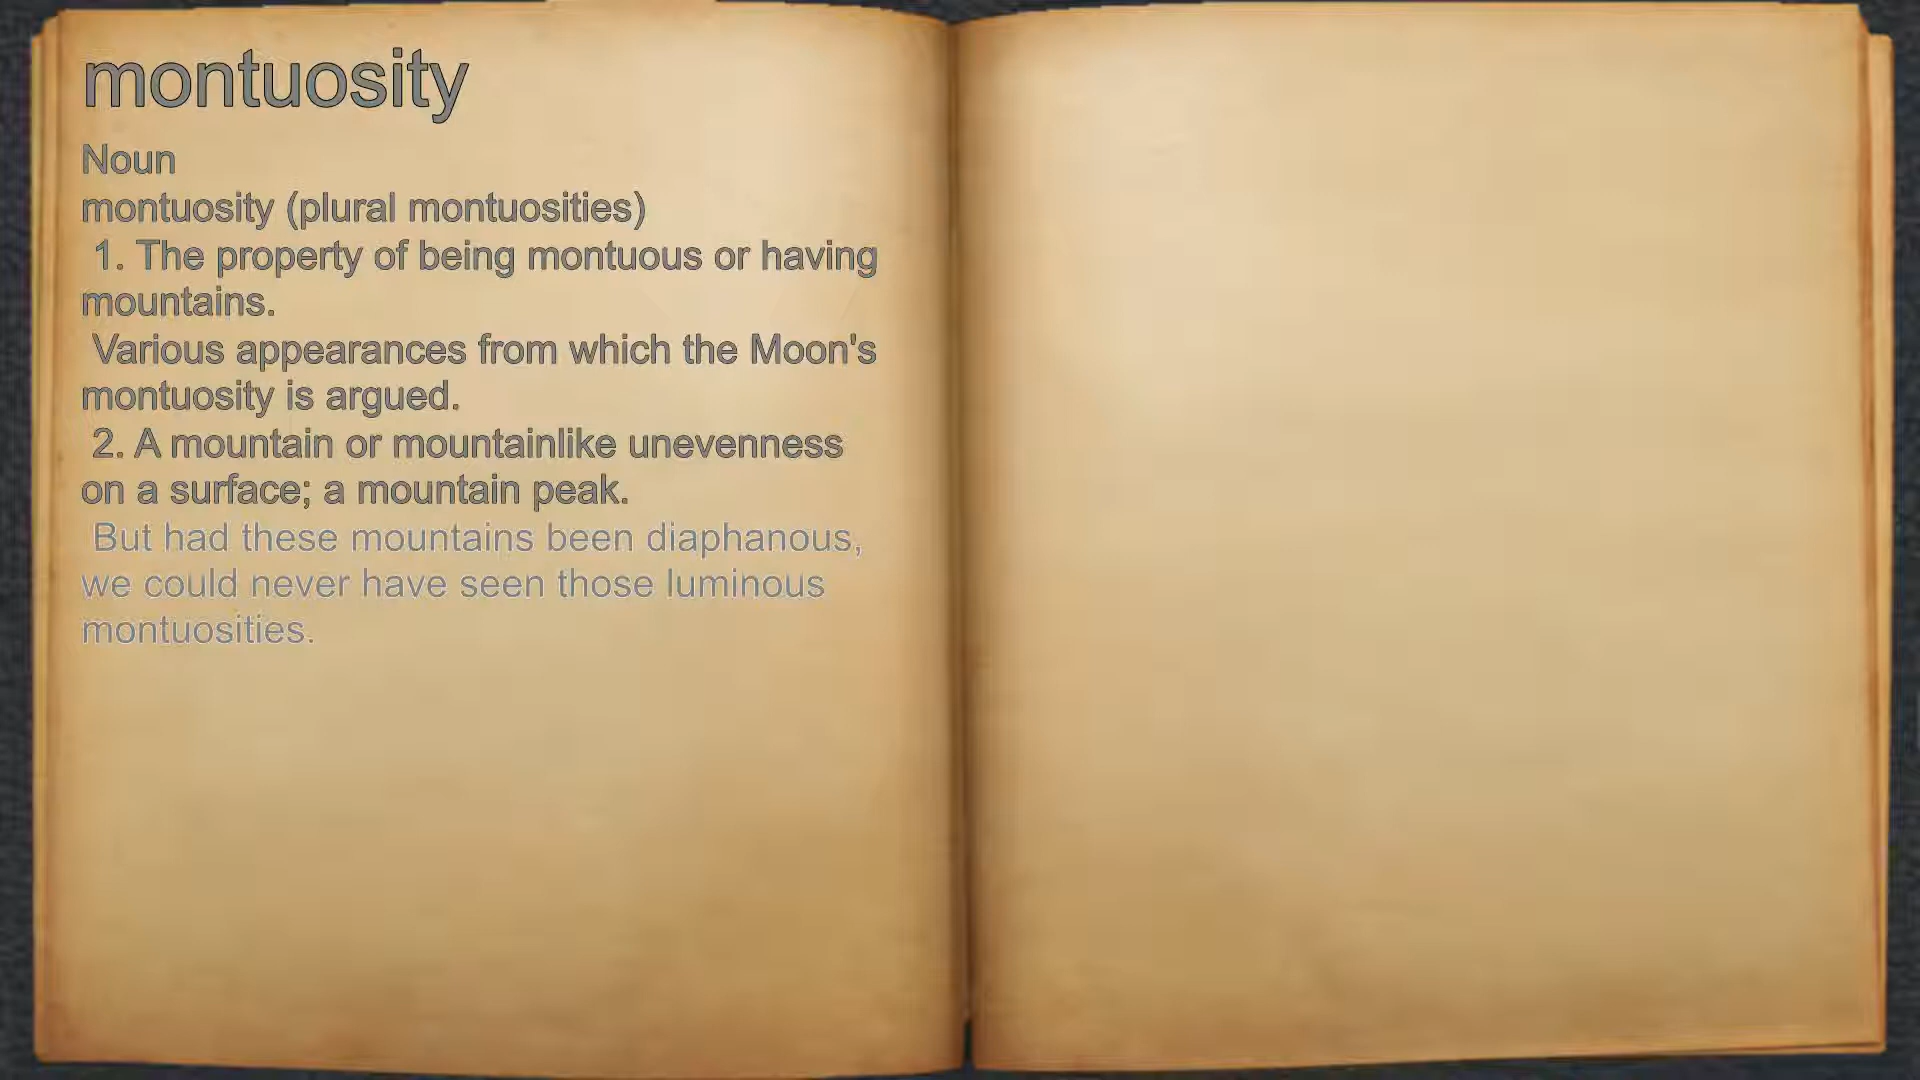 montuosity
Noun
montuosity (plural montuosities)
1. The property of being montuous or having
mountains.
Various appearances from which the Moon's
montuosity is argued.
2. A mountain or mountainlike unevenness
on a surface; a mountain peak.
But had these mountains been diaphanous,
we could never have seen those luminous
montuosities.